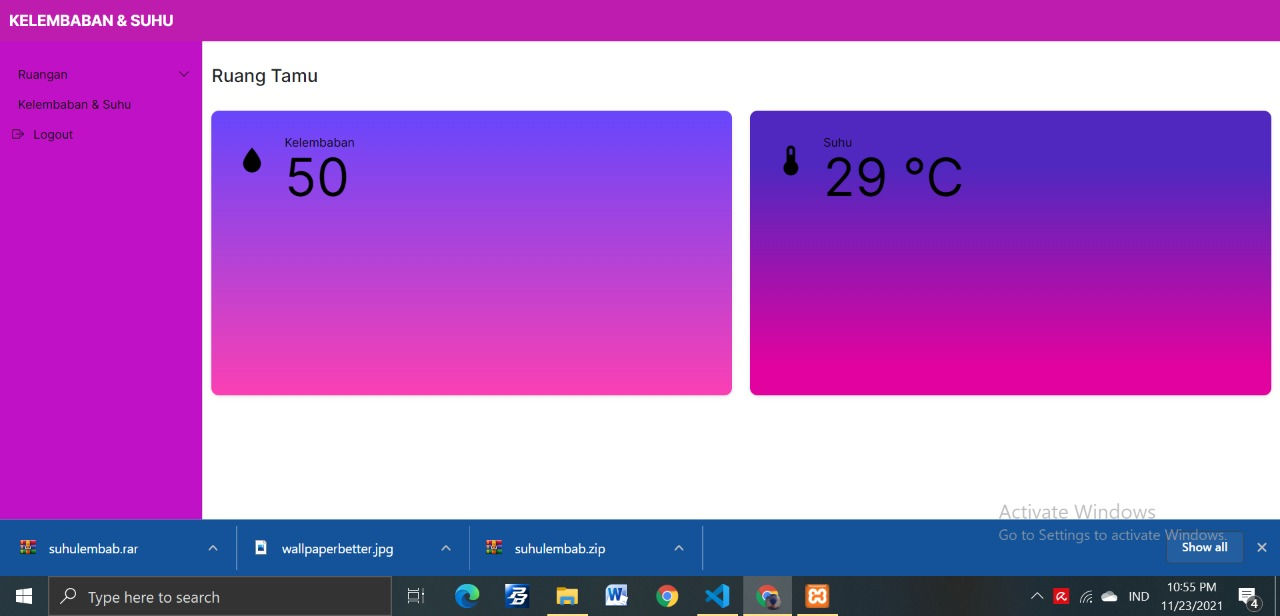 KELEMBABAN & SUHU
Ruangan
Kelembaban & Suhu
Logout
Ruang Tamu
Kelembaban
50
Suhu
29 °C
Activate Windows
Go to Settings to activate Windows.
suhulembab.rar
wallpaperbetter.jpg
suhulembab.zip
Show all
Type here to search
IND
10:55 PM
11/23/2021
4